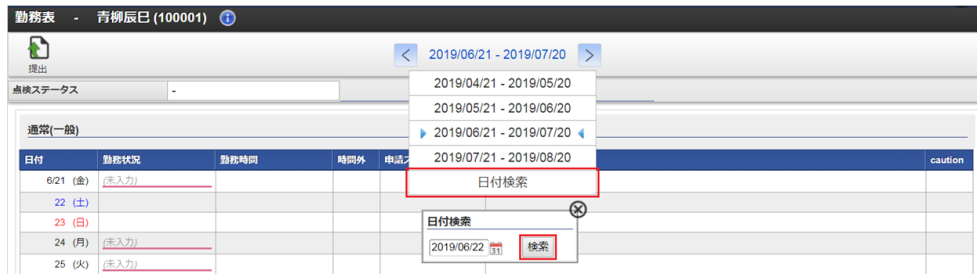 勤務表 - 青柳辰巳 (100001)
提出
2019/06/21 - 2019/07/20
2019/04/21 - 2019/05/20
2019/05/21 - 2019/06/20
2019/06/21 - 2019/07/20
2019/07/21 - 2019/08/20
日付検索
点検ステータス -
通常(一般)
日付 勤務状況 勤務時間 時間外 caution
6/21 (金) (未入力)
22 (土)
23 (日)
24 (月) (未入力)
25 (火) (未入力)
日付検索
2019/06/22 31 検索